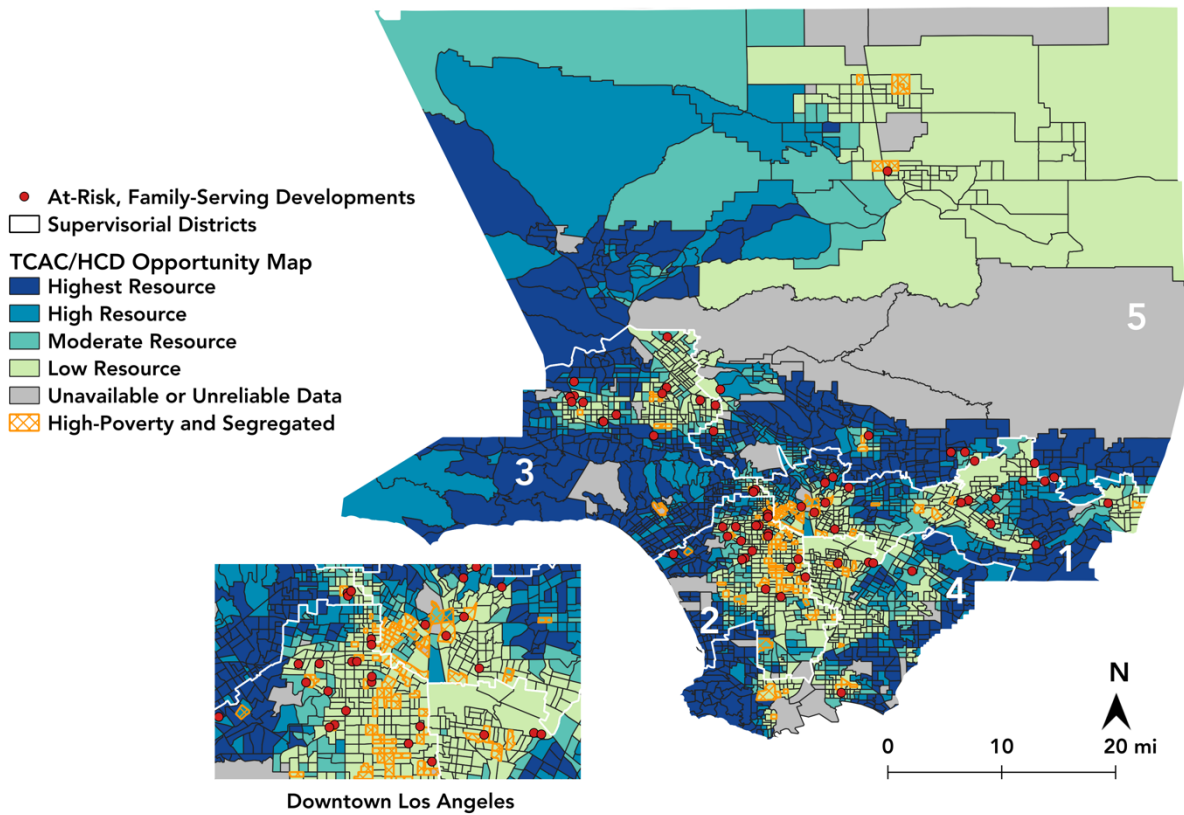 At-Risk, Family-Serving Developments
Supervisorial Districts
TCAC/HCD Opportunity Map
Highest Resource
High Resource
Moderate Resource
Low Resource
Unavailable or Unreliable Data
High-Poverty and Segregated
5
3
1
4
2
N
0 10 20 mi
Downtown Los Angeles